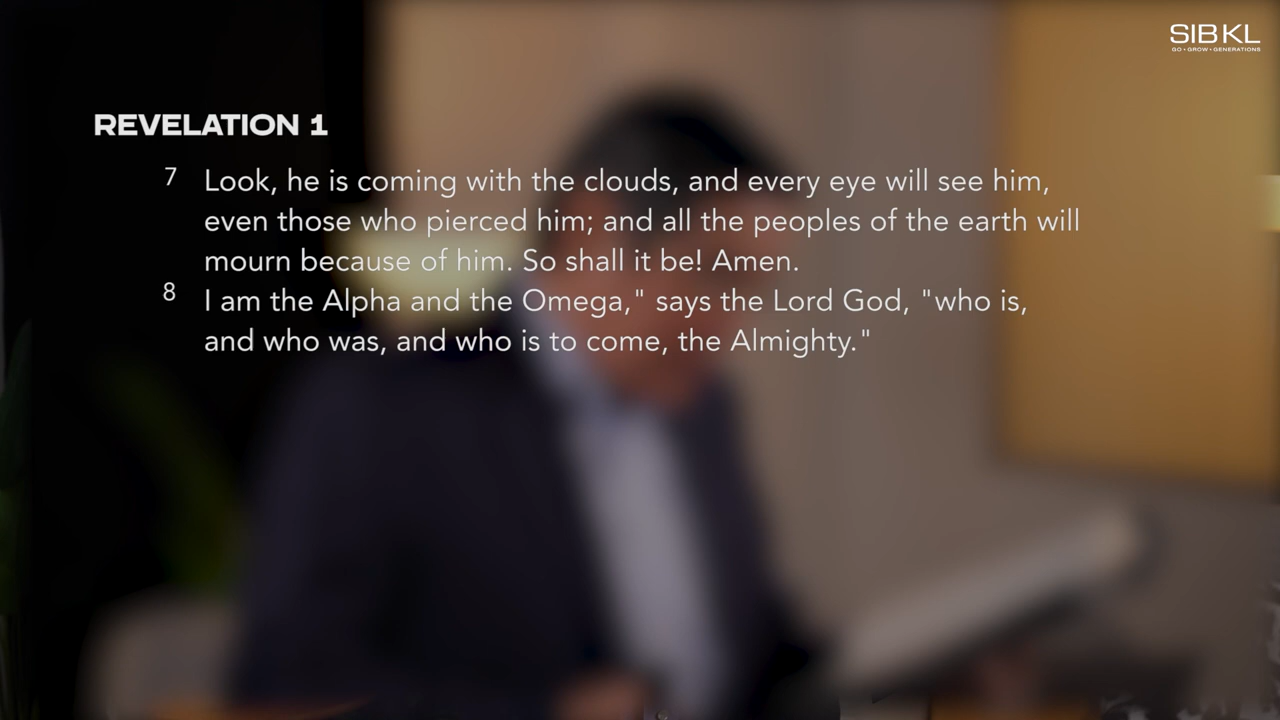 SIBKL
GO • GROW • GENERATIONS
REVELATION 1
7 Look, he is coming with the clouds, and every eye will see him,
even those who pierced him; and all the peoples of the earth will
mourn because of him. So shall it be! Amen.
8 I am the Alpha and the Omega," says the Lord God, "who is,
and who was, and who is to come, the Almighty."